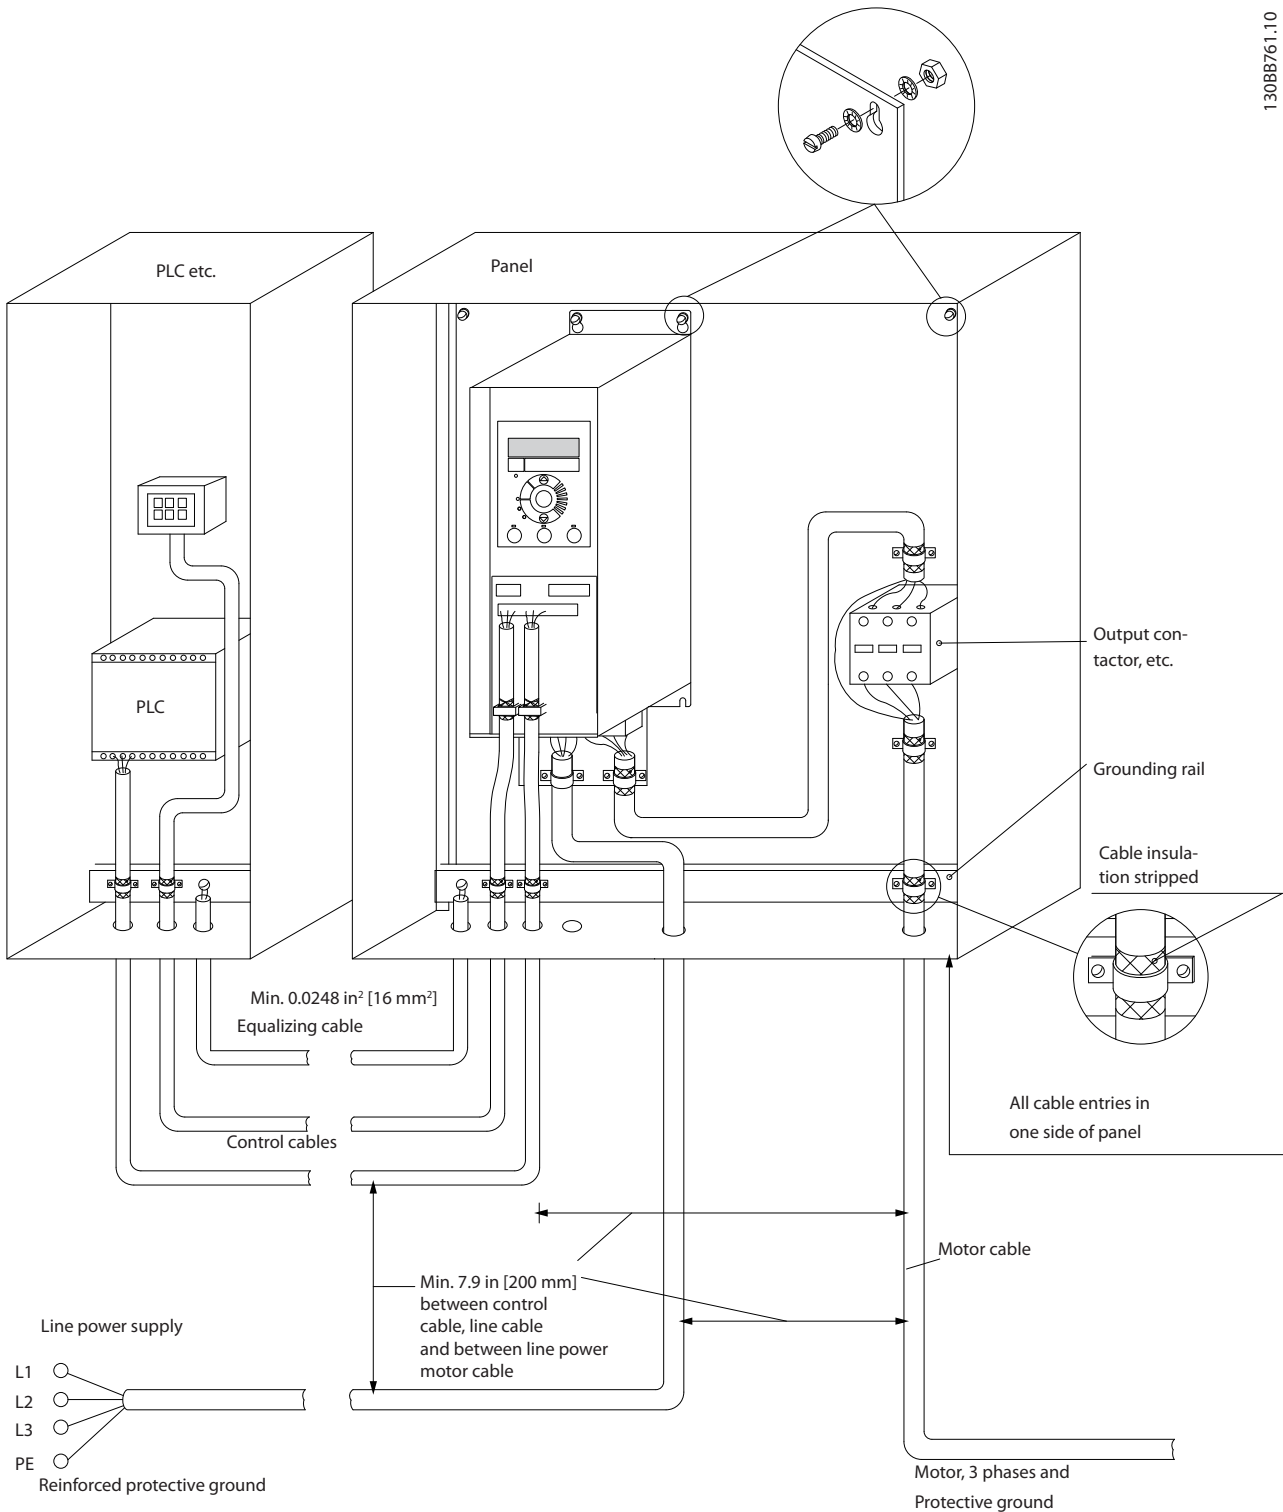 130BB761.10
PLC etc.
Panel
Output con-
tactor, etc.
PLC
Grounding rail
Cable insula-
tion stripped
Min. 0.0248 in² [16 mm²]
Equalizing cable
All cable entries in
one side of panel
Control cables
Motor cable
Min. 7.9 in [200 mm]
between control
cable, line cable
and between line power
motor cable
Line power supply
L1
L2
L3
PE
Reinforced protective ground
Motor, 3 phases and
Protective ground